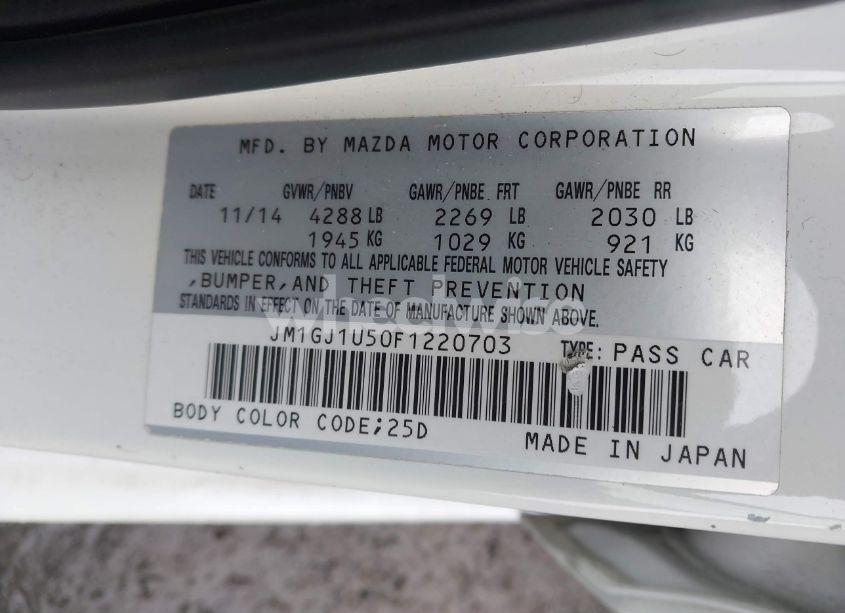 MFD. BY MAZDA MOTOR CORPORATION
DATE GVWR/PNBV GAWR/PNBE FRT GAWR/PNBE RR
11/14 4288 LB 2269 LB 2030 LB
1945 KG 1029 KG 921 KG
THIS VEHICLE CONFORMS TO ALL APPLICABLE FEDERAL MOTOR VEHICLE SAFETY
,BUMPER,AND THEFT PREVENTION
STANDARDS IN EFFECT ON THE DATE OF MANUFACTURE SHOWN ABOVE.
JM1GJ1U50F1220703 TYPE: PASS CAR
BODY COLOR CODE;25D
MADE IN JAPAN
wheelwise